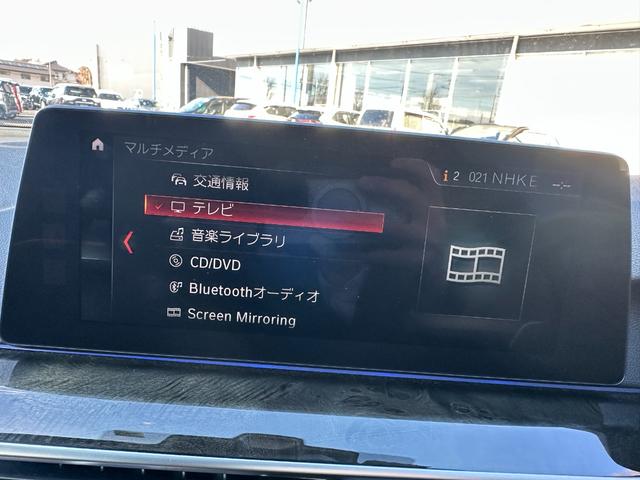 マルチメディア
2 021 NHK E --:--
交通情報
テレビ
音楽ライブラリ
CD/DVD
Bluetoothオーディオ
Screen Mirroring